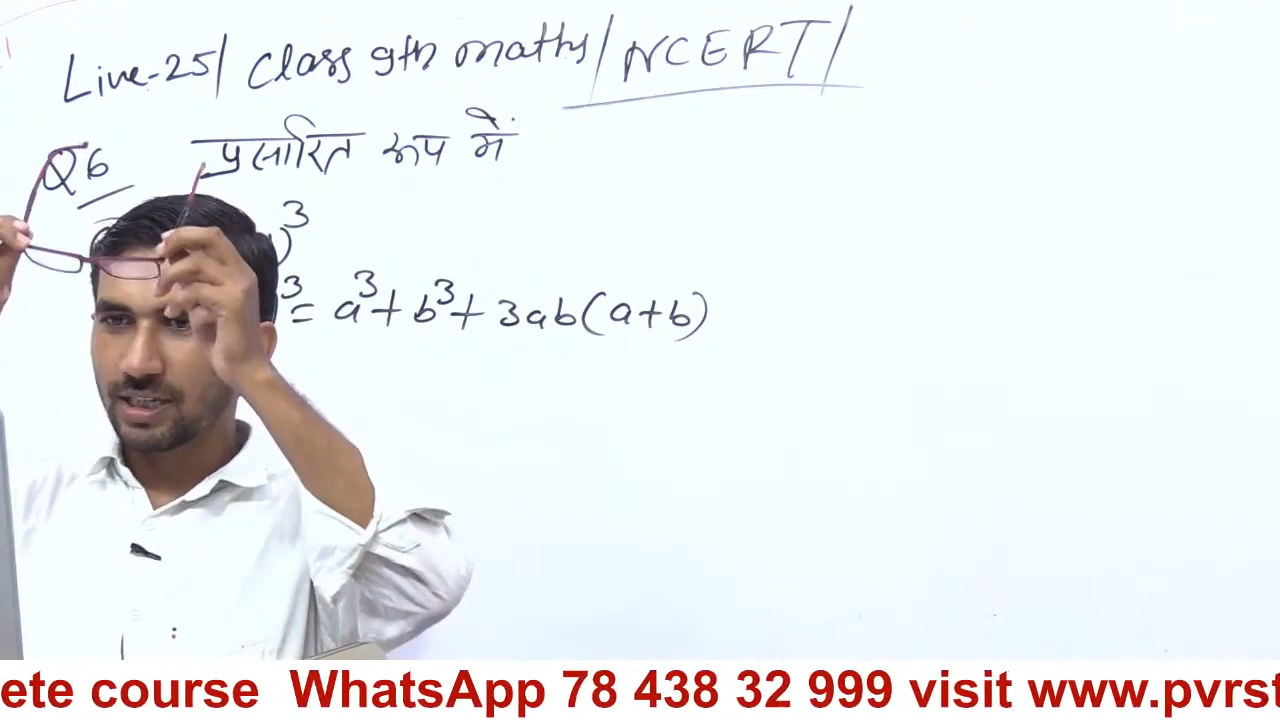 Live-25/ Class 9th maths/NCERT/
Q6 प्रसारित रूप में
)³
³= a³+b³+3ab(a+b)
ete course WhatsApp 78 438 32 999 visit www.pvrst